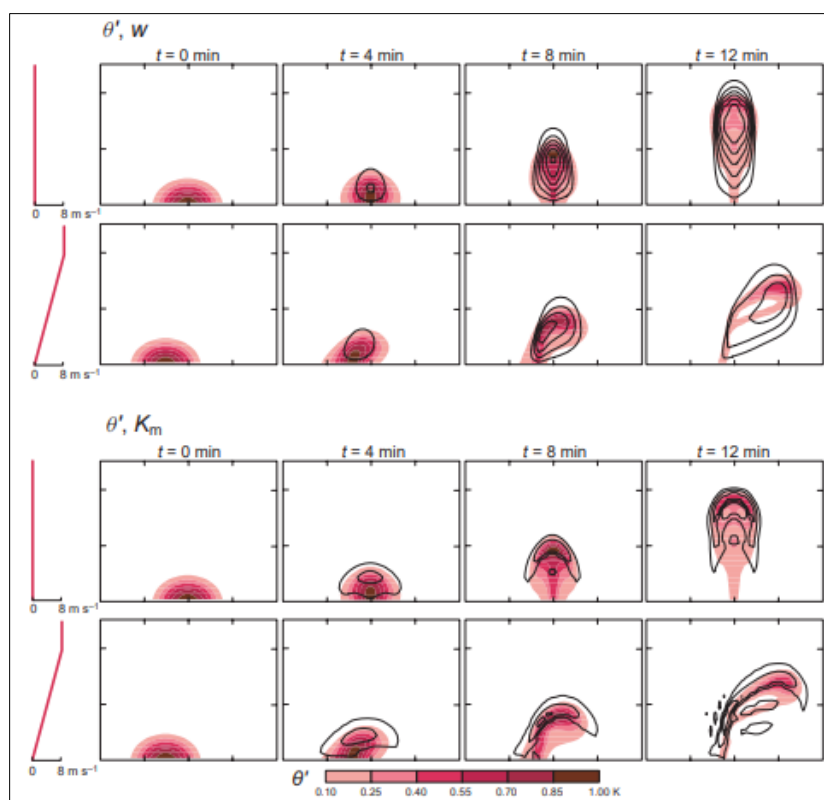 θ′, w
t = 0 min t = 4 min t = 8 min t = 12 min
0 8 m s⁻¹
0 8 m s⁻¹
θ′, Kₘ
t = 0 min t = 4 min t = 8 min t = 12 min
0 8 m s⁻¹
0 8 m s⁻¹
θ′
0.10 0.25 0.40 0.55 0.70 0.85 1.00 K